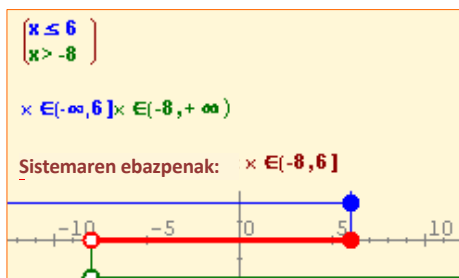 x ≤ 6
x> -8
× ∈(-∞,6]× ∈(-8,+ ∞)
Sistemaren ebazpenak: × ∈(-8,6]
-10 -5 0 5 10